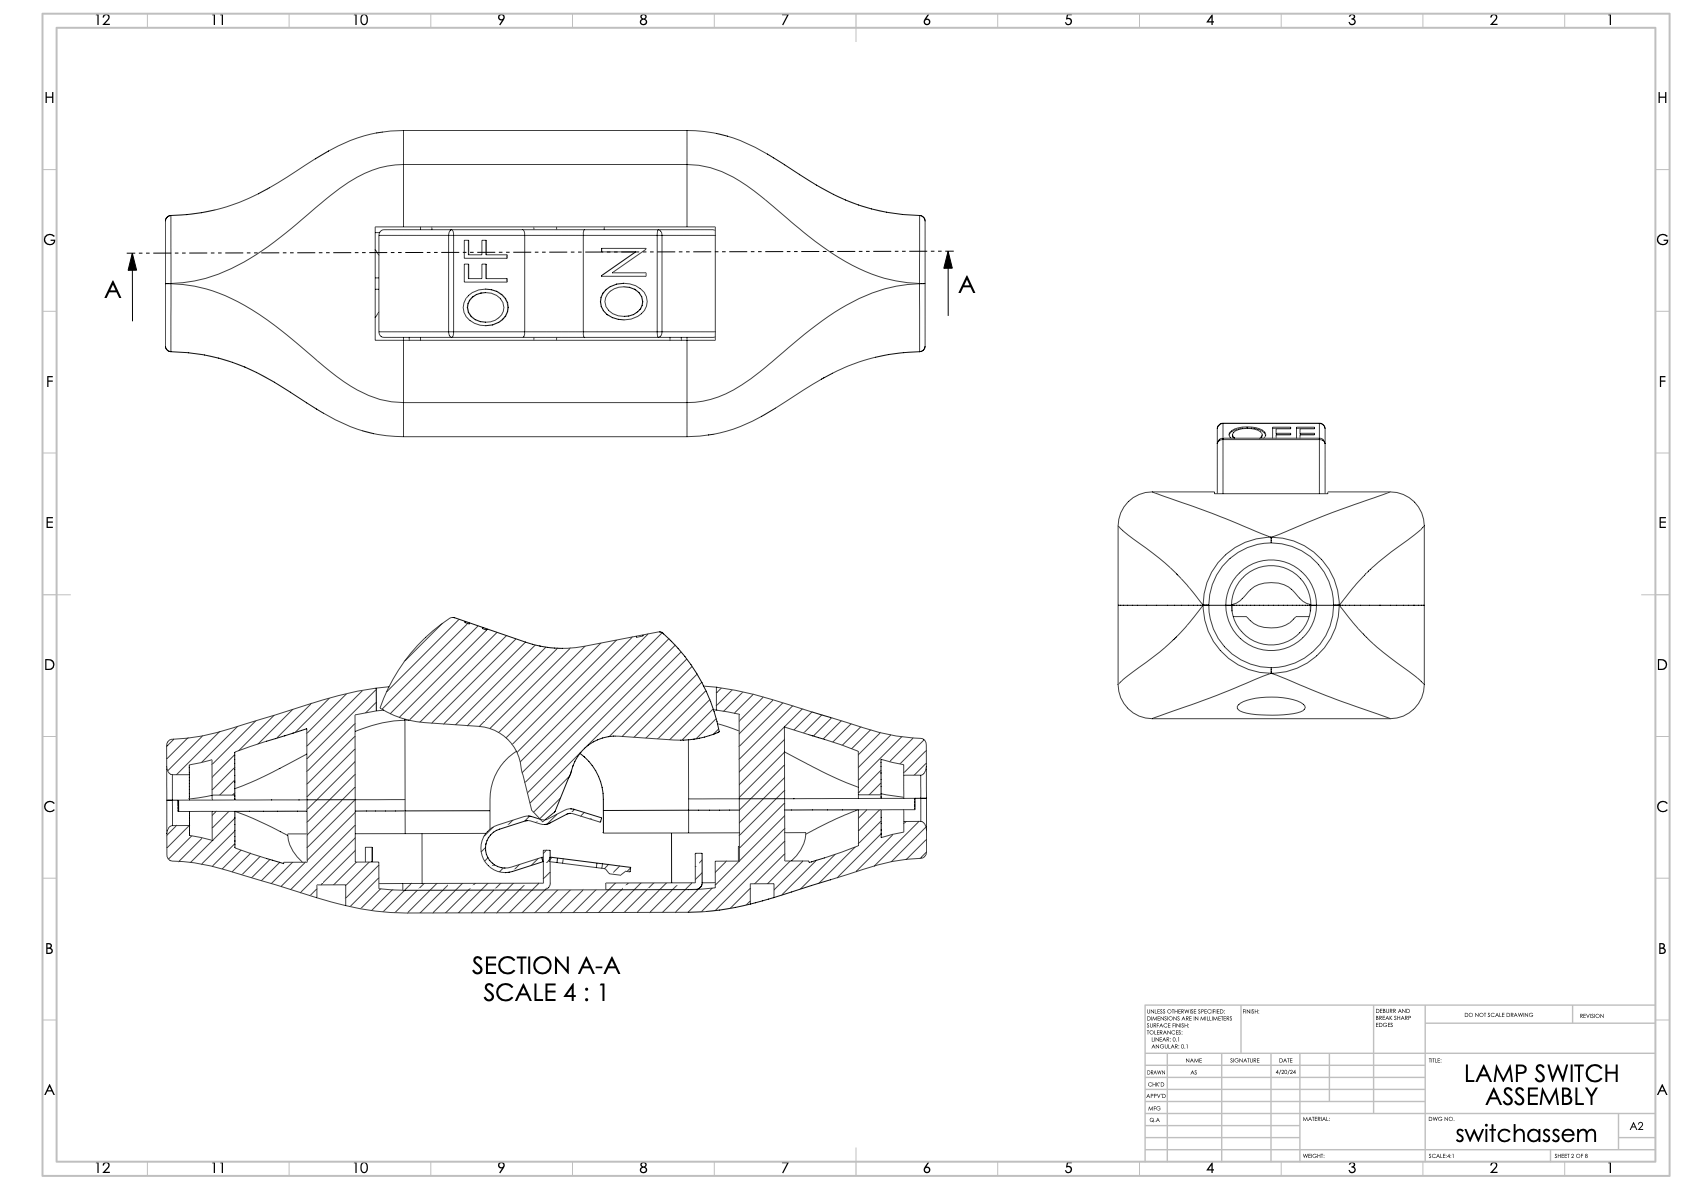 12 11 10 9 8 7 6 5 4 3 2 1
H H
G G
F F
E E
D D
C C
B B
A A
OFF ON
A A
OFF
SECTION A-A
SCALE 4 : 1
UNLESS OTHERWISE SPECIFIED:
DIMENSIONS ARE IN MILLIMETERS
SURFACE FINISH:
TOLERANCES:
LINEAR: 0.1
ANGULAR: 0.1
FINISH:
DEBURR AND
BREAK SHARP
EDGES
DO NOT SCALE DRAWING
REVISION
NAME SIGNATURE DATE
DRAWN AS 4/20/24
CHK'D
APPV'D
MFG
Q.A
MATERIAL:
WEIGHT:
TITLE:
LAMP SWITCH
ASSEMBLY
DWG NO.
switchassem
A2
SCALE:4:1
SHEET 2 OF 8
12 11 10 9 8 7 6 5 4 3 2 1